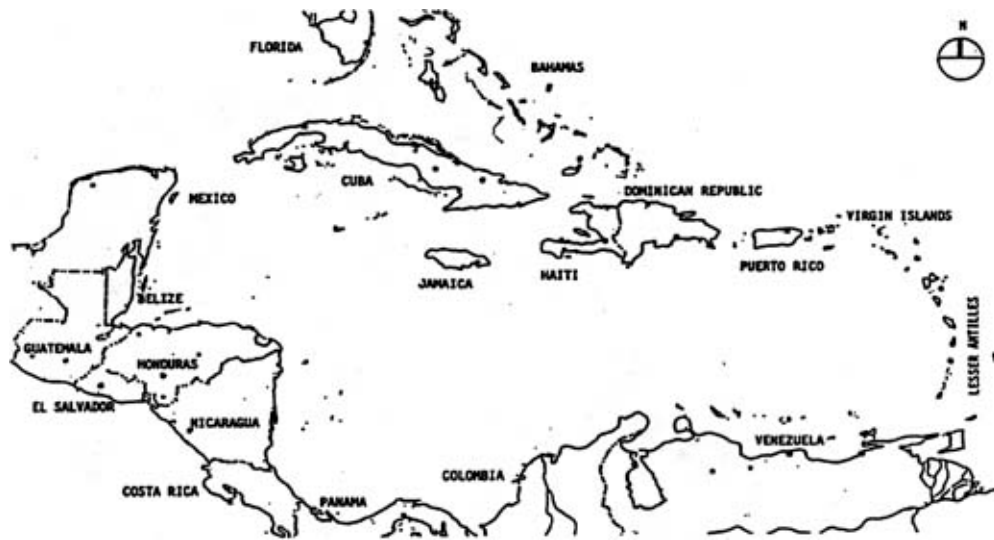 N
FLORIDA
BAHAMAS
CUBA
MEXICO
DOMINICAN REPUBLIC
VIRGIN ISLANDS
JAMAICA
HAITI
PUERTO RICO
BELIZE
GUATEMALA
HONDURAS
LESSER ANTILLES
EL SALVADOR
NICARAGUA
VENEZUELA
COLOMBIA
COSTA RICA
PANAMA